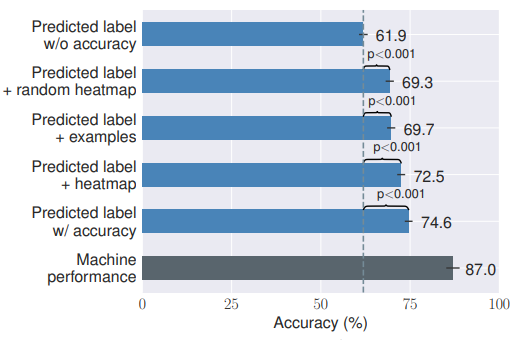 Predicted label
w/o accuracy
61.9
p<0.001
Predicted label
+ random heatmap
69.3
p<0.001
Predicted label
+ examples
69.7
p<0.001
Predicted label
+ heatmap
72.5
p<0.001
Predicted label
w/ accuracy
74.6
Machine
performance
87.0
0 25 50 75 100
Accuracy (%)